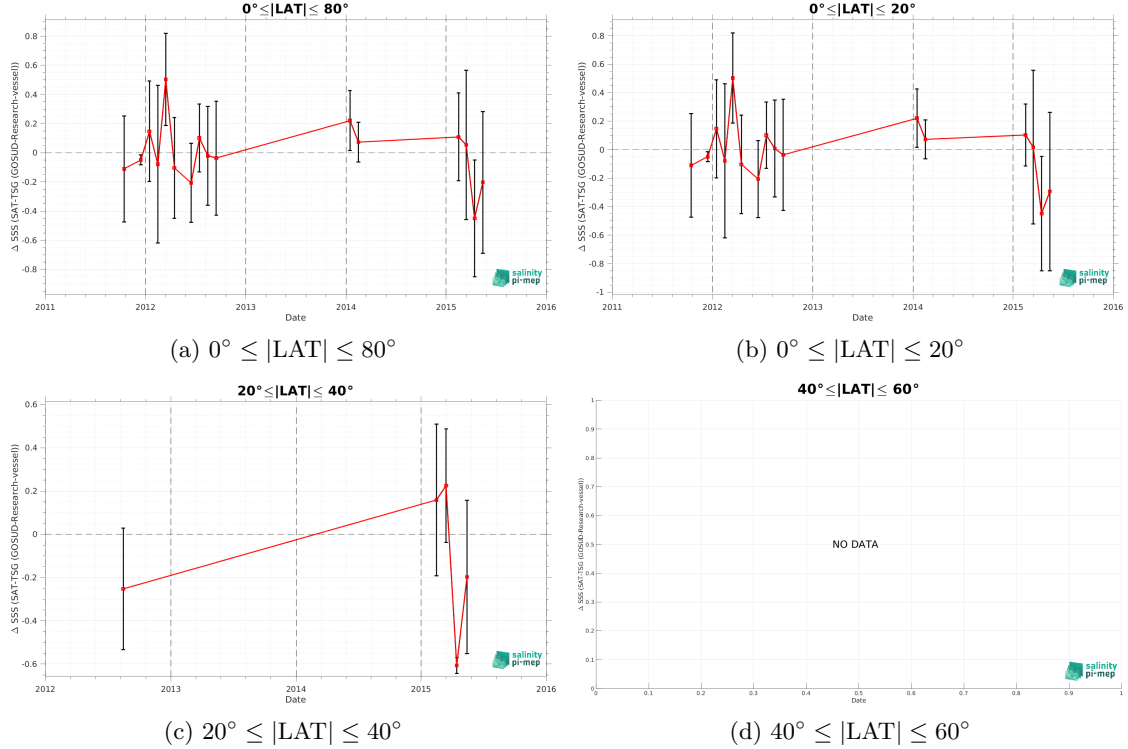 0°≤|LAT|≤ 80°
Δ SSS (SAT-TSG (GOSUD-Research-vessel))
0.8
0.6
0.4
0.2
0
-0.2
-0.4
-0.6
-0.8
2011
2012
2013
2014
2015
2016
Date
salinity
pi-mep
(a) 0° ≤ |LAT| ≤ 80°
0°≤|LAT|≤ 20°
Δ SSS (SAT-TSG (GOSUD-Research-vessel))
0.8
0.6
0.4
0.2
0
-0.2
-0.4
-0.6
-0.8
-1
2011
2012
2013
2014
2015
2016
Date
salinity
pi-mep
(b) 0° ≤ |LAT| ≤ 20°
20°≤|LAT|≤ 40°
Δ SSS (SAT-TSG (GOSUD-Research-vessel))
0.6
0.4
0.2
0
-0.2
-0.4
-0.6
2012
2013
2014
2015
2016
Date
salinity
pi-mep
(c) 20° ≤ |LAT| ≤ 40°
40°≤|LAT|≤ 60°
Δ SSS (SAT-TSG (GOSUD-Research-vessel))
1
0.9
0.8
0.7
0.6
0.5
0.4
0.3
0.2
0.1
0
NO DATA
0
0.1
0.2
0.3
0.4
0.5
0.6
0.7
0.8
0.9
1
Date
salinity
pi-mep
(d) 40° ≤ |LAT| ≤ 60°